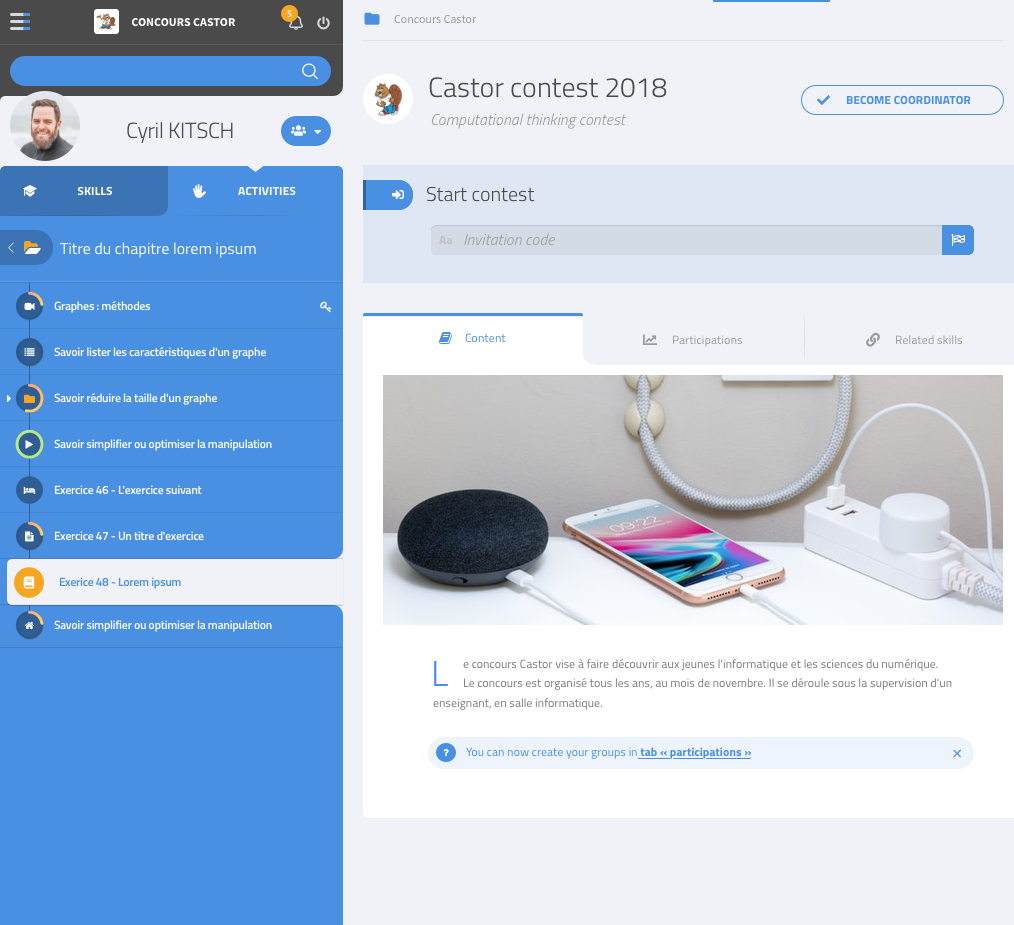 CONCOURS CASTOR
5
Cyril KITSCH
SKILLS
ACTIVITIES
Titre du chapitre lorem ipsum
Graphes : méthodes
Savoir lister les caractéristiques d'un graphe
Savoir réduire la taille d'un graphe
Savoir simplifier ou optimiser la manipulation
Exercice 46 - L'exercice suivant
Exercice 47 - Un titre d'exercice
Exerice 48 - Lorem ipsum
Savoir simplifier ou optimiser la manipulation
Concours Castor
Castor contest 2018
Computational thinking contest
BECOME COORDINATOR
Start contest
Aa Invitation code
Content
Participations
Related skills
09:22
Le concours Castor vise à faire découvrir aux jeunes l'informatique et les sciences du numérique.
Le concours est organisé tous les ans, au mois de novembre. Il se déroule sous la supervision d'un
enseignant, en salle informatique.
? You can now create your groups in tab « participations »